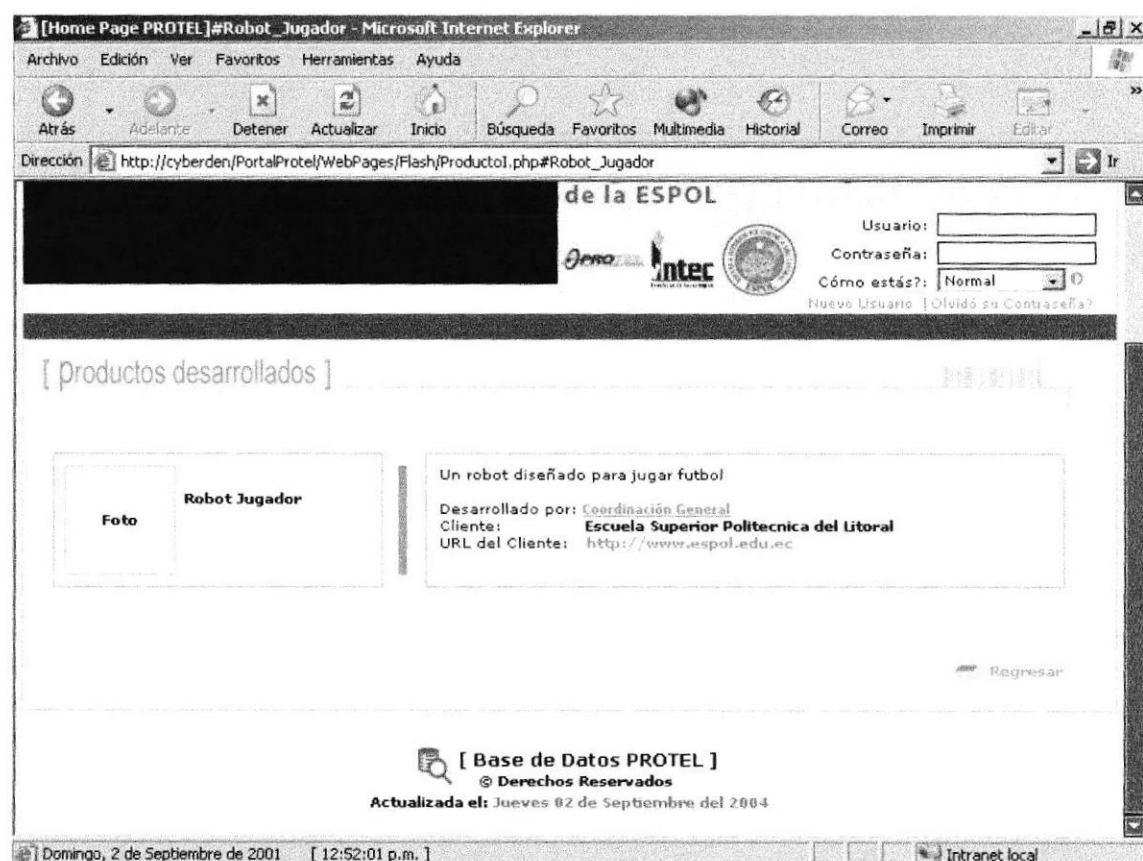 [Home Page PROTEL]#Robot_Jugador - Microsoft Internet Explorer
Archivo Edición Ver Favoritos Herramientas Ayuda
Atrás Adelante Detener Actualizar Inicio Búsqueda Favoritos Multimedia Historial Correo Imprimir Editar
Dirección http://cyberden/PortalProtel/WebPages/Flash/Producto1.php#Robot_Jugador Ir
de la ESPOL
Usuario:
PROTEL intec ESPOL
Contraseña:
Cómo estás?: Normal
Nuevo Usuario | Olvidó su Contraseña?
[ productos desarrollados ]
Foto
Robot Jugador
Un robot diseñado para jugar futbol
Desarrollado por: Coordinación General
Cliente: Escuela Superior Politecnica del Litoral
URL del Cliente: http://www.espol.edu.ec
Regresar
[ Base de Datos PROTEL ]
© Derechos Reservados
Actualizada el: Jueves 02 de Septiembre del 2004
Domingo, 2 de Septiembre de 2001 [ 12:52:01 p.m. ] Intranet local